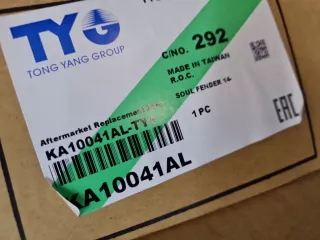 TYG
TONG YANG GROUP
C/NO. 292
MADE IN TAIWAN
R.O.C.
SOUL FENDER 14-
1 PC
EAC
Aftermarket Replacement
KA10041AL
KA10041AL